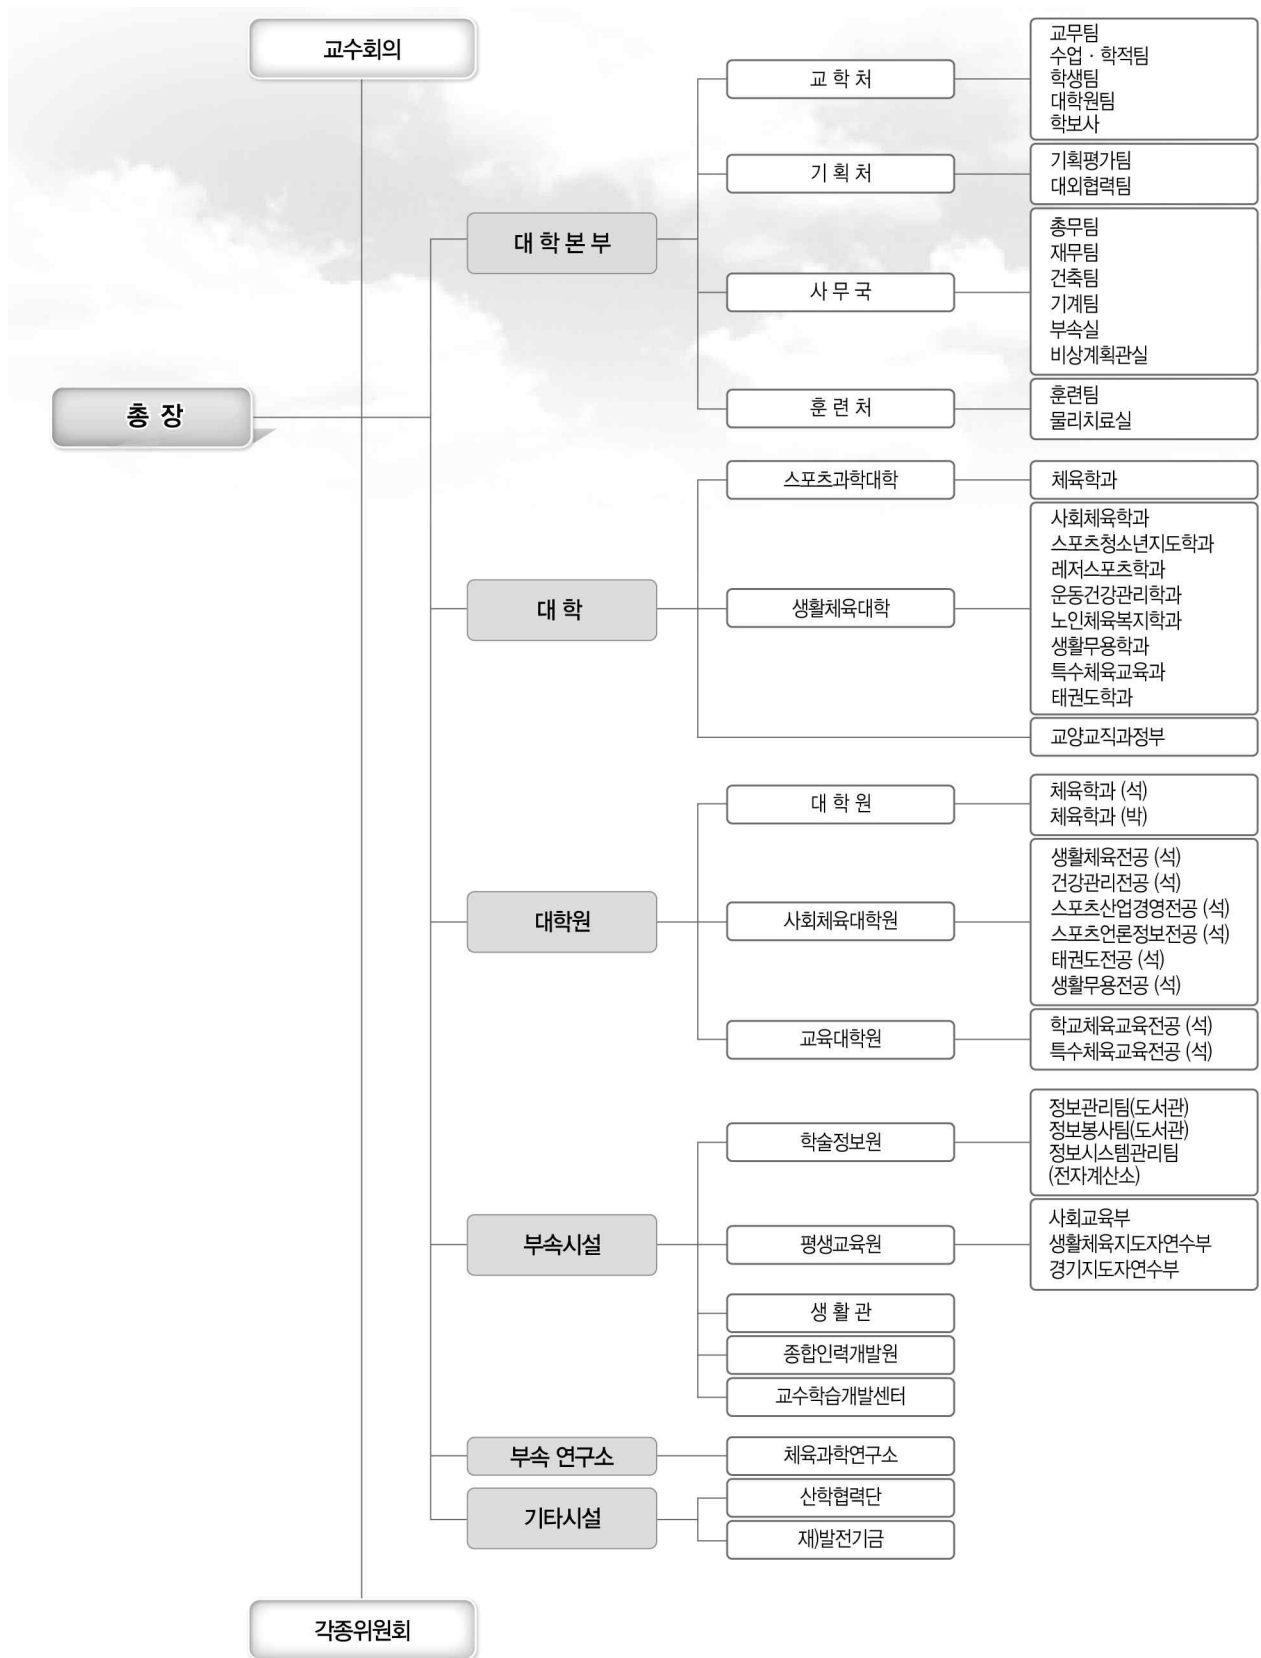 교수회의
총 장
대 학 본 부
교 학 처
교무팀
수업 · 학적팀
학생팀
대학원팀
학보사
기 획 처
기획평가팀
대외협력팀
사 무 국
총무팀
재무팀
건축팀
기계팀
부속실
비상계획관실
훈 련 처
훈련팀
물리치료실
대 학
스포츠과학대학
체육학과
생활체육대학
사회체육학과
스포츠청소년지도학과
레저스포츠학과
운동건강관리학과
노인체육복지학과
생활무용학과
특수체육교육과
태권도학과
교양교직과정부
대학원
대 학 원
체육학과 (석)
체육학과 (박)
사회체육대학원
생활체육전공 (석)
건강관리전공 (석)
스포츠산업경영전공 (석)
스포츠언론정보전공 (석)
태권도전공 (석)
생활무용전공 (석)
교육대학원
학교체육교육전공 (석)
특수체육교육전공 (석)
부속시설
학술정보원
정보관리팀(도서관)
정보봉사팀(도서관)
정보시스템관리팀
(전자계산소)
평생교육원
사회교육부
생활체육지도자연수부
경기지도자연수부
생 활 관
종합인력개발원
교수학습개발센터
부속 연구소
체육과학연구소
기타시설
산학협력단
재)발전기금
각종위원회